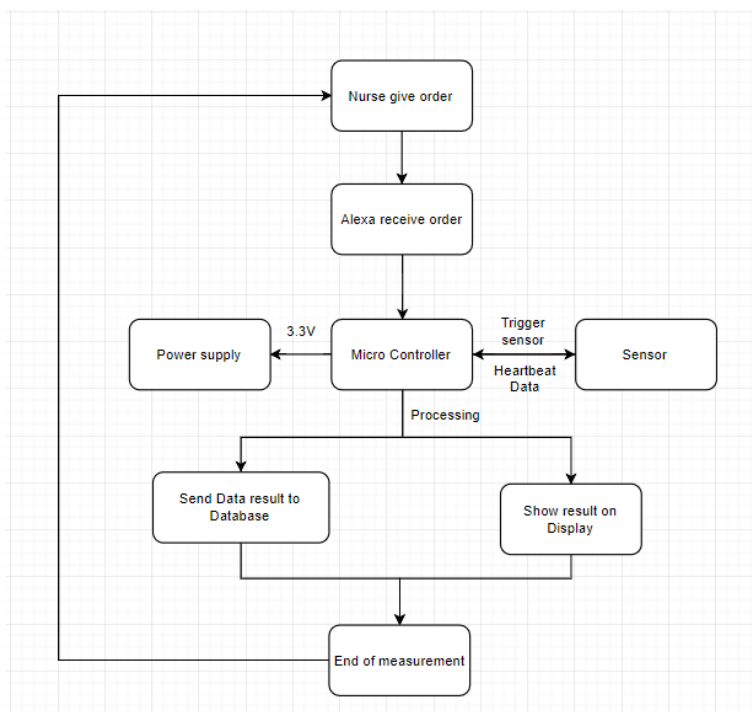 Nurse give order
Alexa receive order
3.3V
Trigger
sensor
Power supply
Micro Controller
Sensor
Heartbeat
Data
Processing
Send Data result to
Database
Show result on
Display
End of measurement